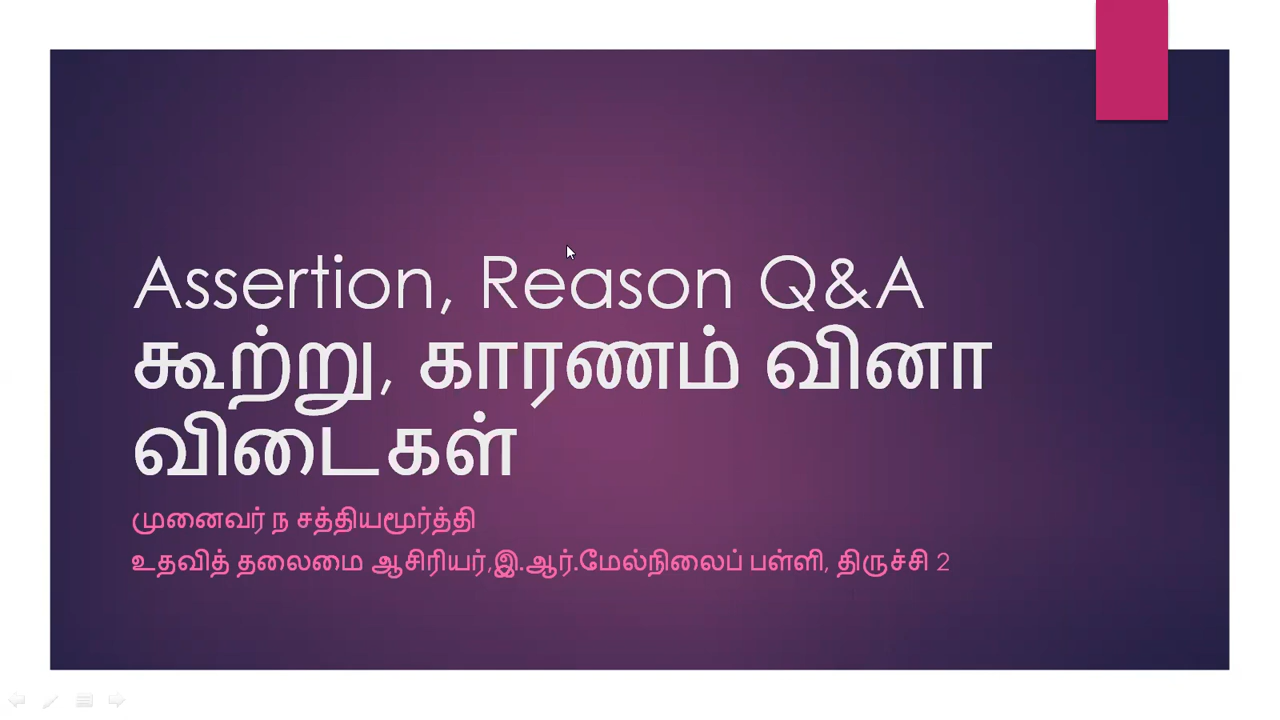 Assertion, Reason Q&A
கூற்று, காரணம் வினா
விடைகள்
முனைவர் ந சத்தியமூர்த்தி
உதவித் தலைமை ஆசிரியர்,இ.ஆர்.மேல்நிலைப் பள்ளி, திருச்சி 2